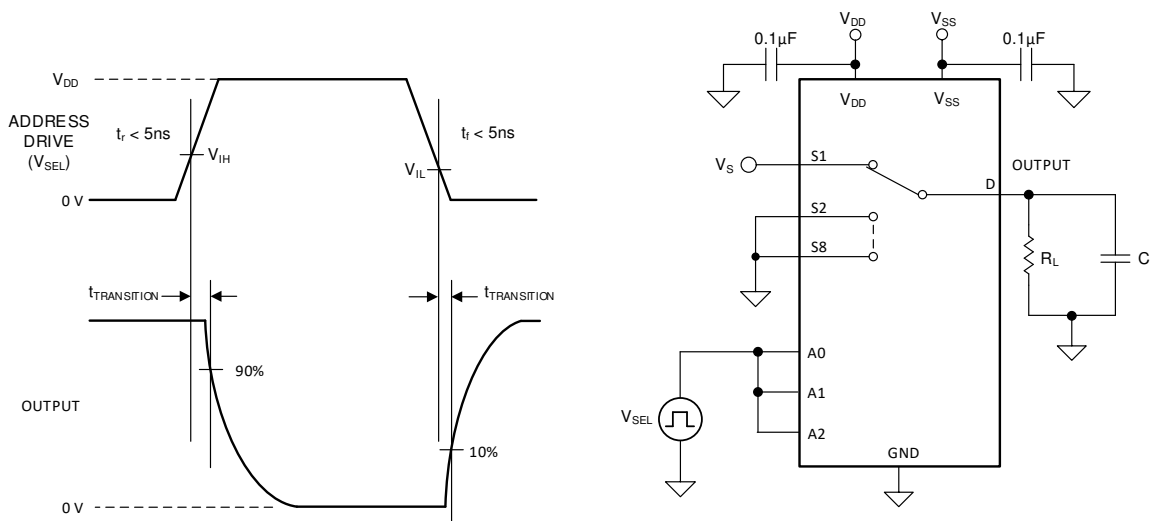 V_DD
ADDRESS
DRIVE
(V_SEL)
t_r < 5ns
V_IH
t_f < 5ns
V_IL
0 V
t_TRANSITION
t_TRANSITION
90%
OUTPUT
10%
0 V
V_DD
V_SS
0.1µF
0.1µF
V_DD
V_SS
V_S
S1
OUTPUT
D
S2
S8
R_L
C
A0
A1
V_SEL
A2
GND